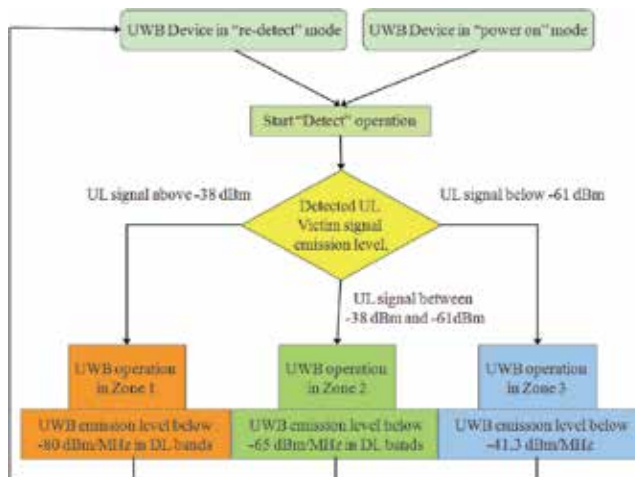 UWB Device in "re-detect" mode
UWB Device in "power on" mode
Start "Detect" operation
UL signal above -38 dBm
UL signal below -61 dBm
Detected UL
Victim signal
emission level.
UL signal between
-38 dBm and -61dBm
UWB operation
in Zone 1
UWB operation
in Zone 2
UWB operation
in Zone 3
UWB emission level below
-80 dBm/MHz in DL bands
UWB emission level below
-65 dBm/MHz in DL bands
UWB emission level below
-41.3 dBm/MHz